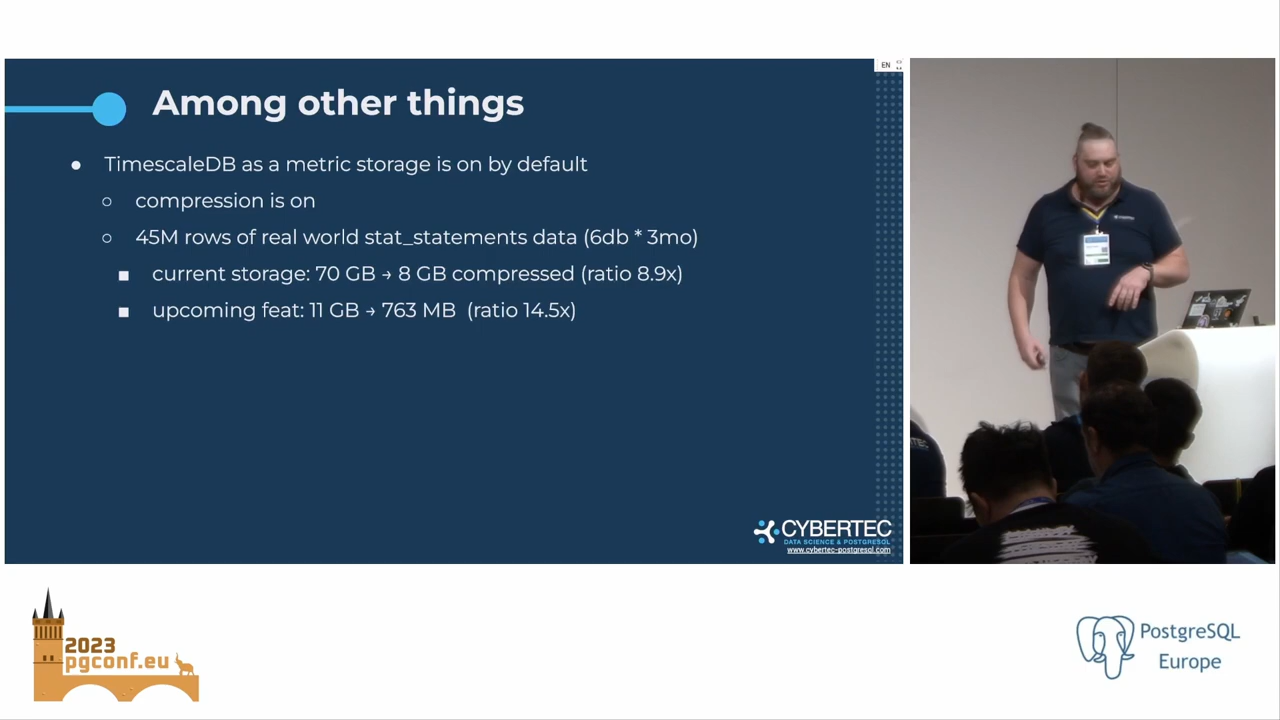 EN
Among other things
● TimescaleDB as a metric storage is on by default
○ compression is on
○ 45M rows of real world stat_statements data (6db * 3mo)
■ current storage: 70 GB → 8 GB compressed (ratio 8.9x)
■ upcoming feat: 11 GB → 763 MB (ratio 14.5x)
CYBERTEC
DATA SCIENCE & POSTGRESQL
www.cybertec-postgresql.com
2023
pgconf.eu
PostgreSQL
Europe